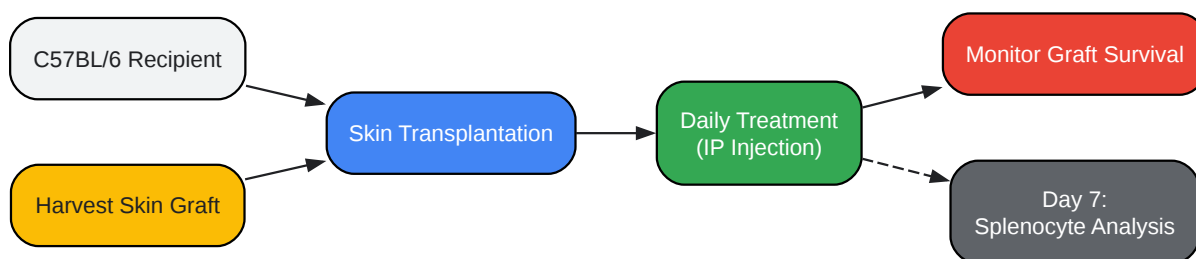 C57BL/6 Recipient
Harvest Skin Graft
Skin Transplantation
Daily Treatment
(IP Injection)
Monitor Graft Survival
Day 7:
Splenocyte Analysis